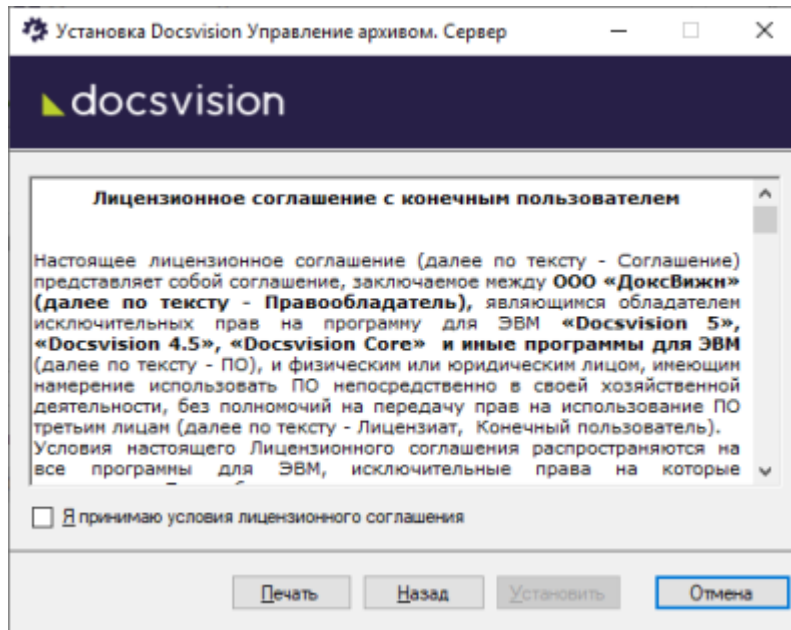 Установка Docsvision Управление архивом. Сервер
docsvision
Лицензионное соглашение с конечным пользователем
Настоящее лицензионное соглашение (далее по тексту - Соглашение)
представляет собой соглашение, заключаемое между ООО «ДоксВижн»
(далее по тексту - Правообладатель), являющимся обладателем
исключительных прав на программу для ЭВМ «Docsvision 5»,
«Docsvision 4.5», «Docsvision Core» и иные программы для ЭВМ
(далее по тексту - ПО), и физическим или юридическим лицом, имеющим
намерение использовать ПО непосредственно в своей хозяйственной
деятельности, без полномочий на передачу прав на использование ПО
третьим лицам (далее по тексту - Лицензиат, Конечный пользователь).
Условия настоящего Лицензионного соглашения распространяются на
все программы для ЭВМ, исключительные права на которые
Я принимаю условия лицензионного соглашения
Печать Назад Установить Отмена